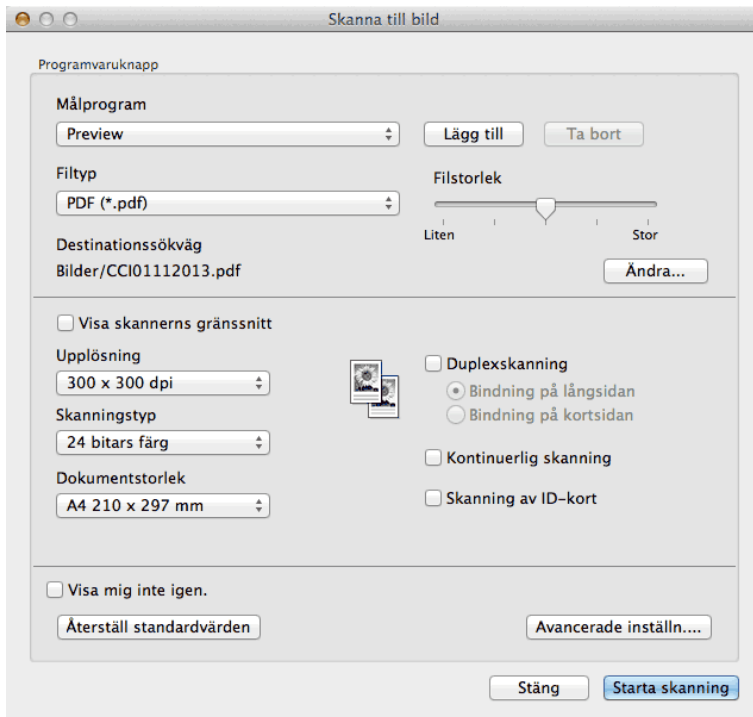 Skanna till bild
Programvaruknapp
Målprogram
Preview
Lägg till
Ta bort
Filtyp
PDF (*.pdf)
Filstorlek
Liten
Stor
Destinationssökväg
Bilder/CCI01112013.pdf
Ändra...
Visa skannerns gränssnitt
Upplösning
300 x 300 dpi
Skanningstyp
24 bitars färg
Dokumentstorlek
A4 210 x 297 mm
Duplexskanning
Bindning på långsidan
Bindning på kortsidan
Kontinuerlig skanning
Skanning av ID-kort
Visa mig inte igen.
Återställ standardvärden
Avancerade inställn....
Stäng
Starta skanning